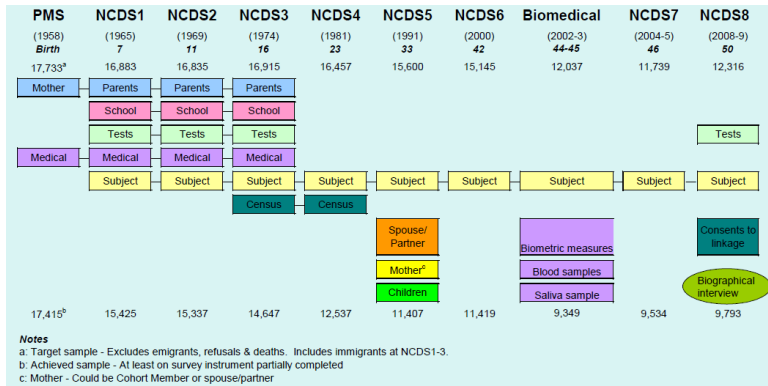 PMS NCDS1 NCDS2 NCDS3 NCDS4 NCDS5 NCDS6 Biomedical NCDS7 NCDS8
(1958) (1965) (1969) (1974) (1981) (1991) (2000) (2002-3) (2004-5) (2008-9)
Birth 7 11 16 23 33 42 44-45 46 50
17,733a 16,883 16,835 16,915 16,457 15,600 15,145 12,037 11,739 12,316
Mother Parents Parents Parents
School School School
Tests Tests Tests Tests
Medical Medical Medical Medical
Subject Subject Subject Subject Subject Subject Subject Subject Subject
Census Census
Spouse/
Partner
Biometric measures
Consents to
linkage
Motherc
Blood samples
Biographical
interview
Children
Saliva sample
17,415b 15,425 15,337 14,647 12,537 11,407 11,419 9,349 9,534 9,793
Notes
a: Target sample - Excludes emigrants, refusals & deaths. Includes immigrants at NCDS1-3.
b: Achieved sample - At least on survey instrument partially completed
c: Mother - Could be Cohort Member or spouse/partner